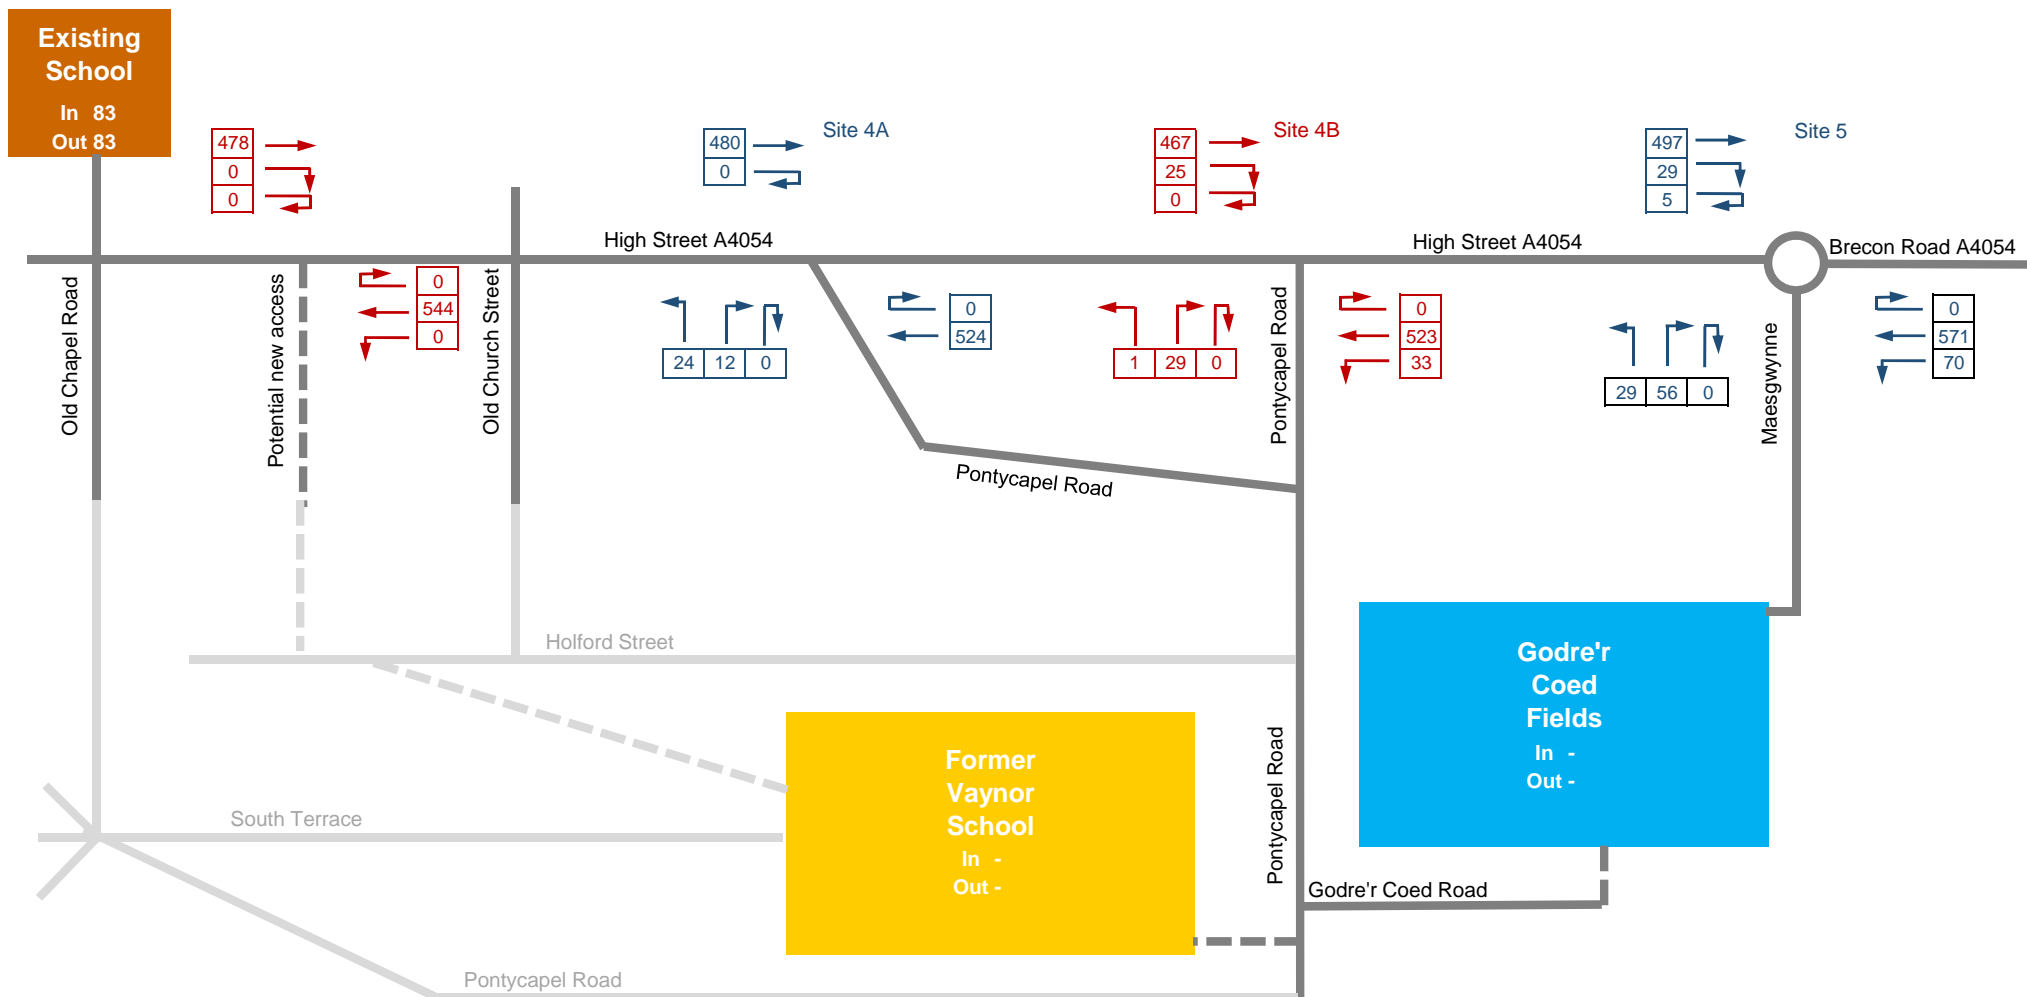 Existing
School
In 83
Out 83
478
0
0
480
0
Site 4A
467
25
0
Site 4B
497
29
5
Site 5
High Street A4054
High Street A4054
Brecon Road A4054
Old Chapel Road
Potential new access
0
544
0
Old Church Street
24 12 0
0
524
1 29 0
Pontycapel Road
0
523
33
29 56 0
Maesgwynne
0
571
70
Pontycapel Road
Holford Street
Godre'r
Coed
Fields
In -
Out -
Former
Vaynor
School
In -
Out -
Pontycapel Road
South Terrace
Godre'r Coed Road
Pontycapel Road